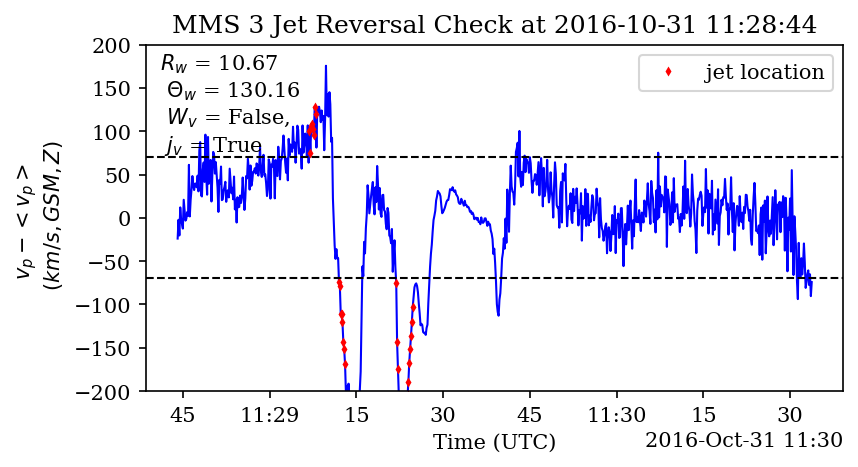 MMS 3 Jet Reversal Check at 2016-10-31 11:28:44
R_w = 10.67
Θ_w = 130.16
W_v = False,
j_v = True
jet location
v_p − < v_p >
(km/s, GSM, Z)
200
150
100
50
0
−50
−100
−150
−200
45 11:29 15 30 45 11:30 15 30
Time (UTC)
2016-Oct-31 11:30